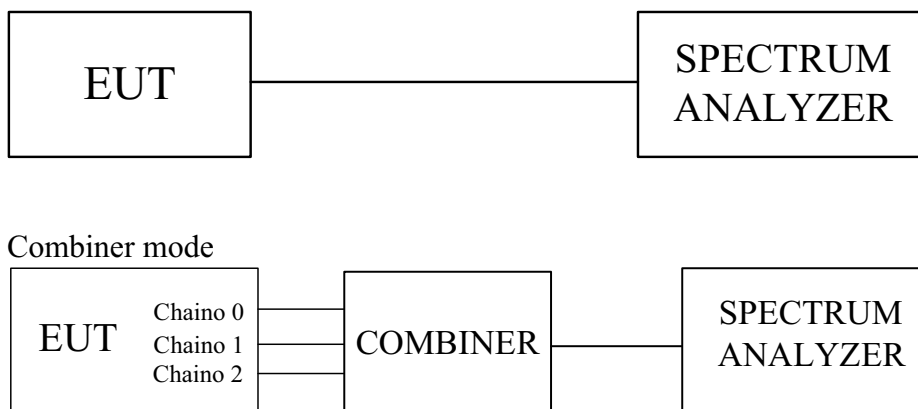 EUT
SPECTRUM
ANALYZER
Combiner mode
EUT
Chaino 0
Chaino 1
Chaino 2
COMBINER
SPECTRUM
ANALYZER